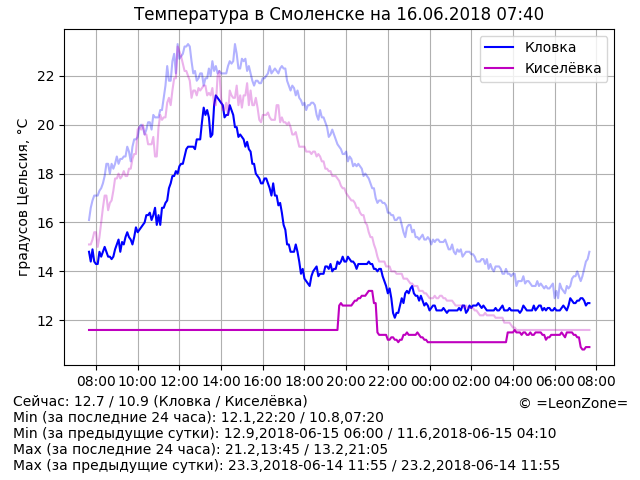 Температура в Смоленске на 16.06.2018 07:40
Кловка
Киселёвка
градусов Цельсия, °C
22
20
18
16
14
12
08:00 10:00 12:00 14:00 16:00 18:00 20:00 22:00 00:00 02:00 04:00 06:00 08:00
Сейчас: 12.7 / 10.9 (Кловка / Киселёвка)
© =LeonZone=
Min (за последние 24 часа): 12.1,22:20 / 10.8,07:20
Min (за предыдущие сутки): 12.9,2018-06-15 06:00 / 11.6,2018-06-15 04:10
Max (за последние 24 часа): 21.2,13:45 / 13.2,21:05
Max (за предыдущие сутки): 23.3,2018-06-14 11:55 / 23.2,2018-06-14 11:55